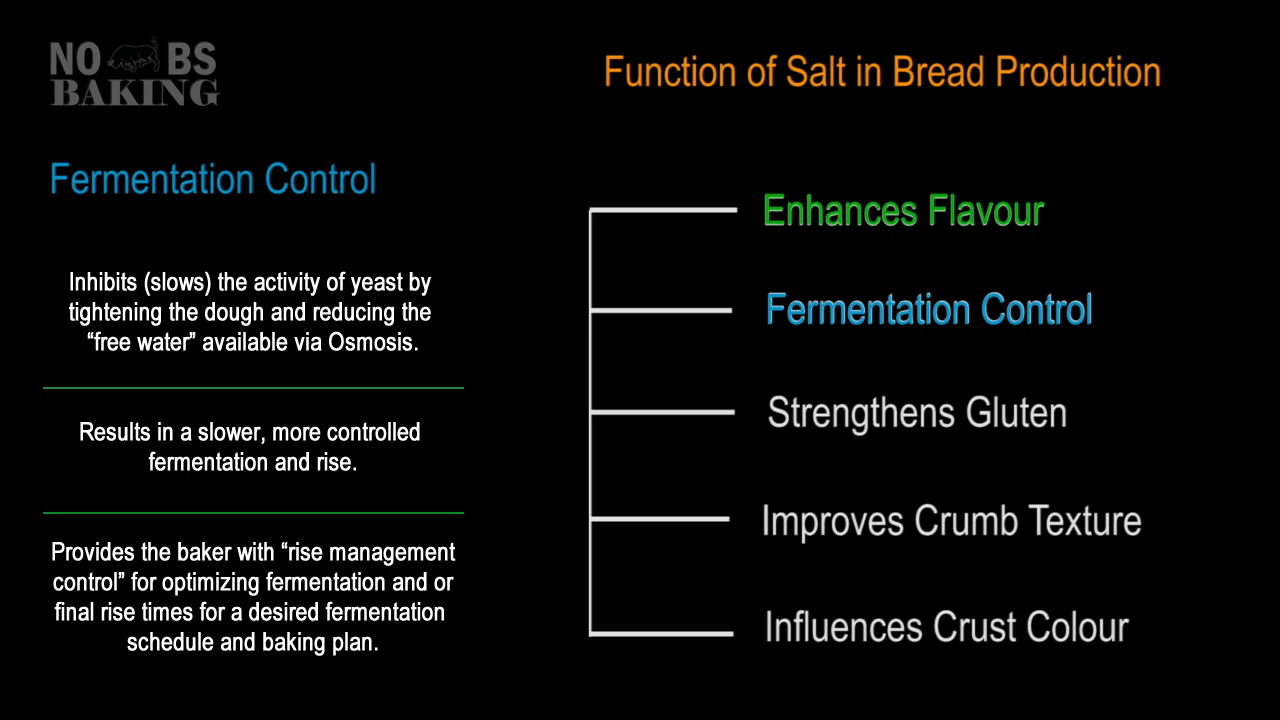 NO BS
BAKING
Function of Salt in Bread Production
Fermentation Control
Inhibits (slows) the activity of yeast by
tightening the dough and reducing the
“free water” available via Osmosis.
Results in a slower, more controlled
fermentation and rise.
Provides the baker with “rise management
control” for optimizing fermentation and or
final rise times for a desired fermentation
schedule and baking plan.
Enhances Flavour
Fermentation Control
Strengthens Gluten
Improves Crumb Texture
Influences Crust Colour